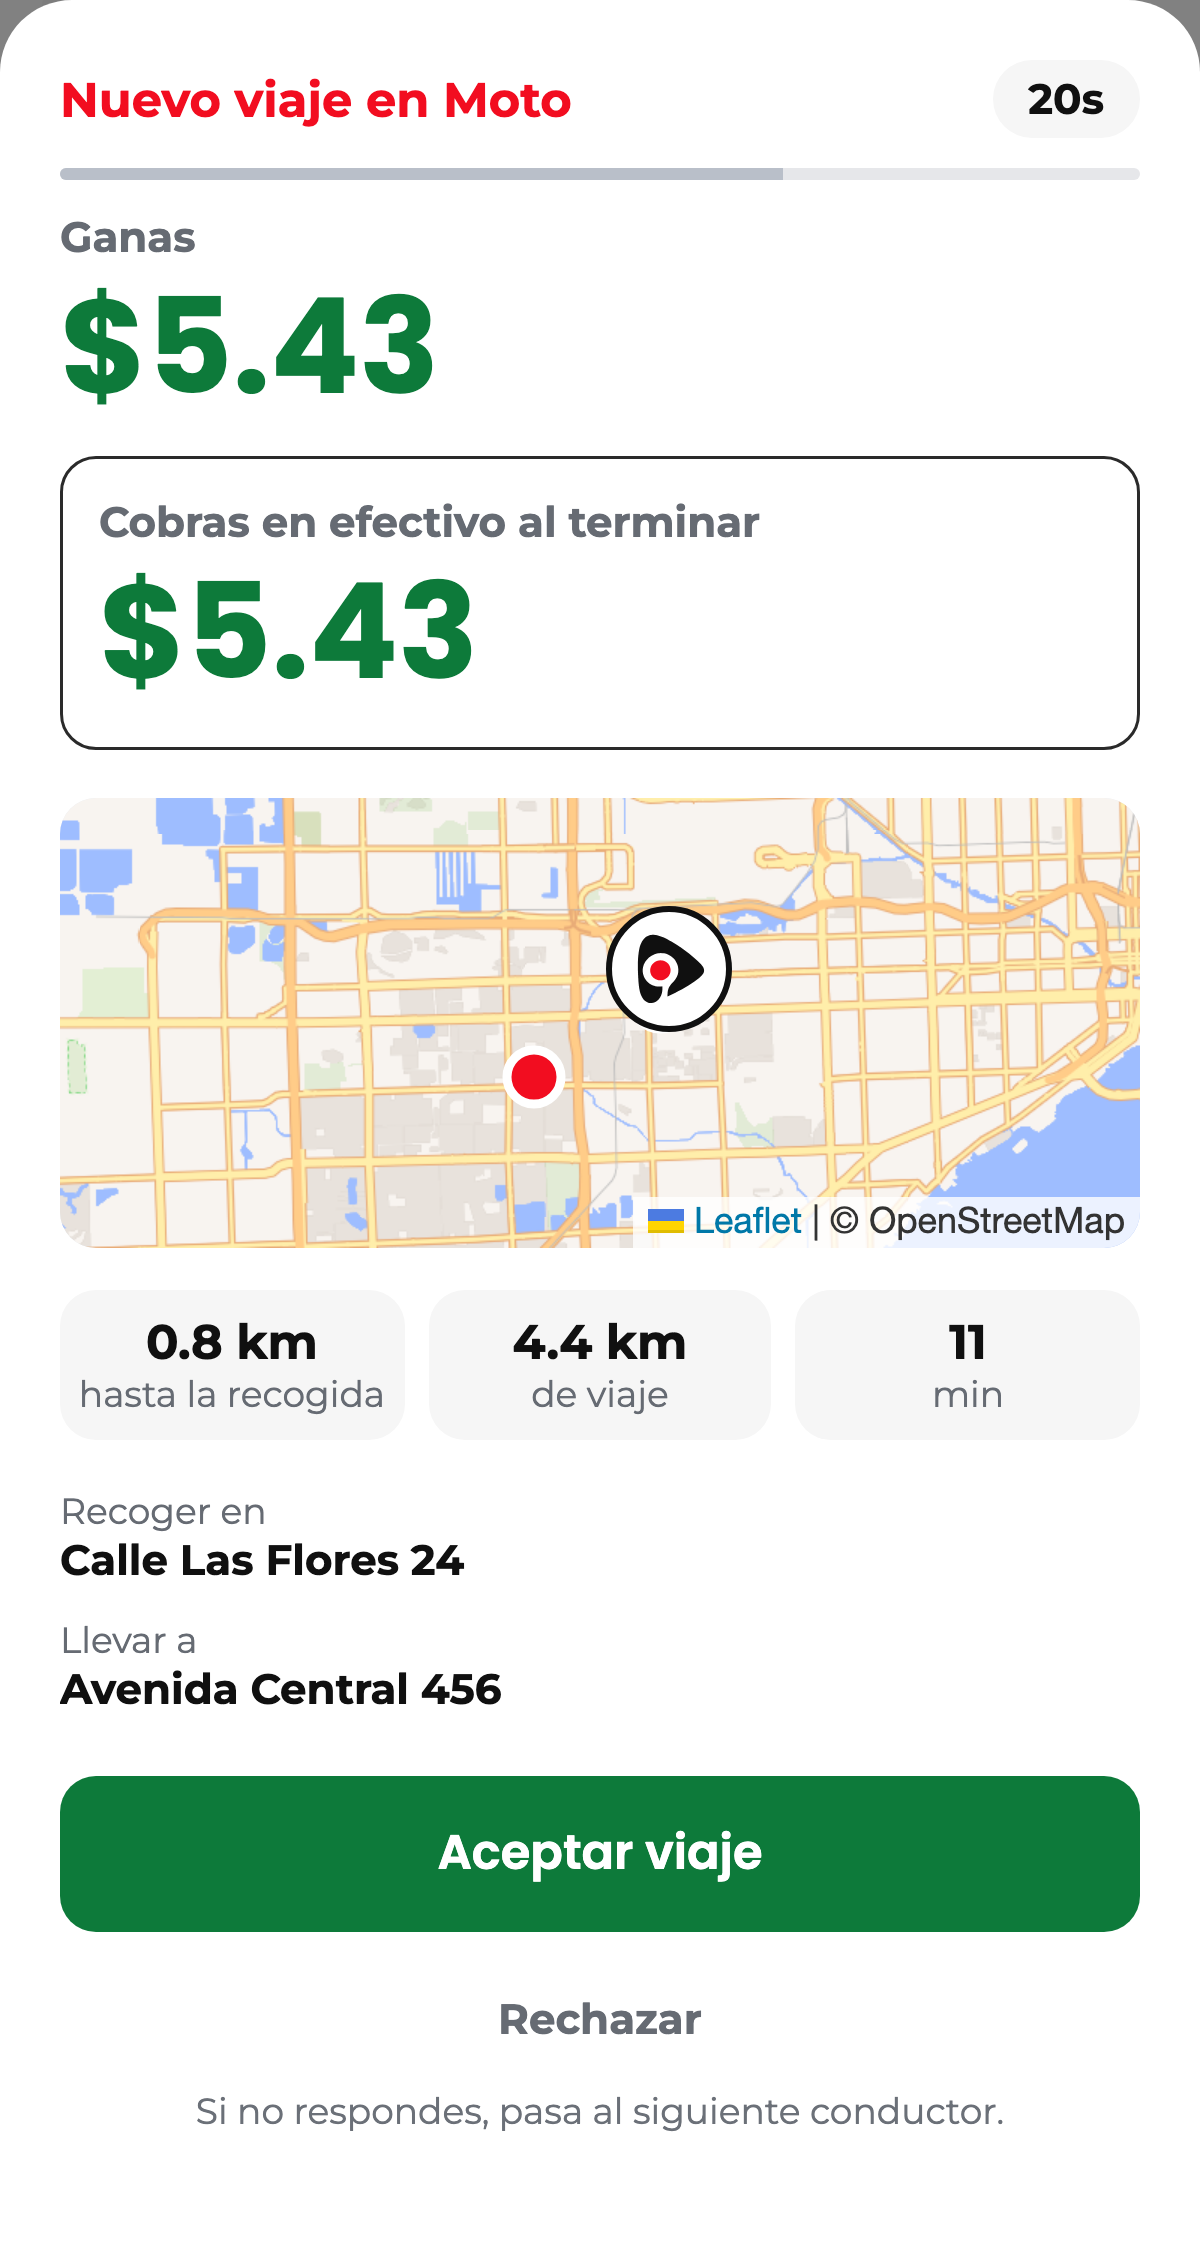 Nuevo viaje en Moto
20s
Ganas
$5.43
Cobras en efectivo al terminar
$5.43
Leaflet | © OpenStreetMap
0.8 km
hasta la recogida
4.4 km
de viaje
11
min
Recoger en
Calle Las Flores 24
Llevar a
Avenida Central 456
Aceptar viaje
Rechazar
Si no respondes, pasa al siguiente conductor.